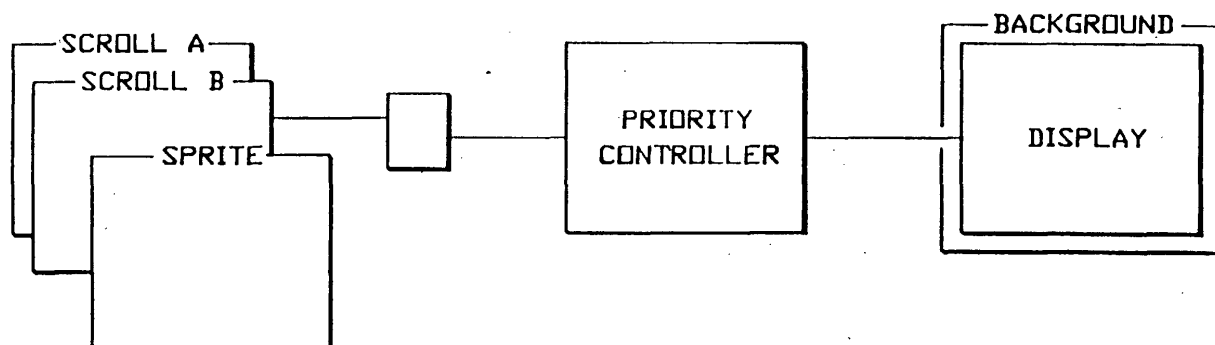 SCROLL A
SCROLL B
SPRITE
PRIORITY
CONTROLLER
BACKGROUND
DISPLAY